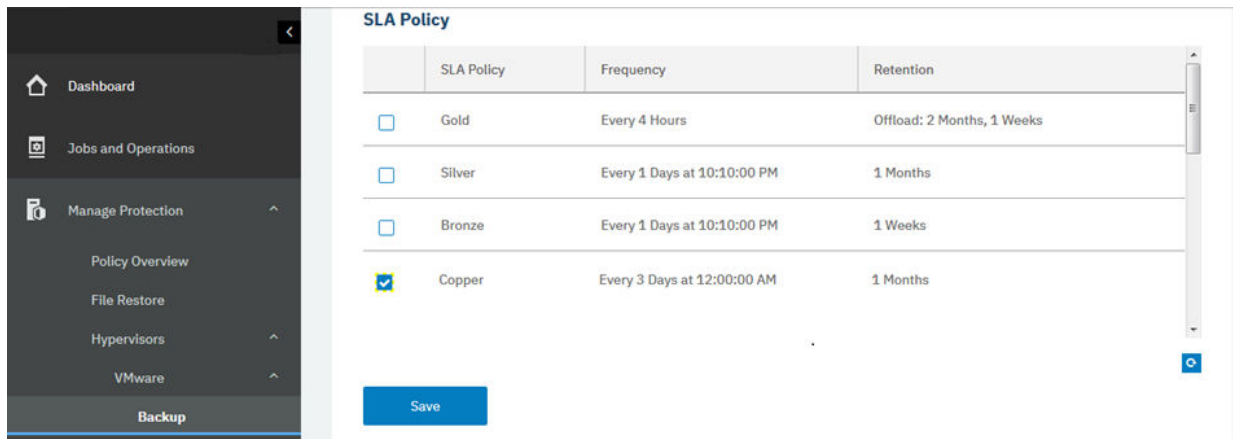 Dashboard
Jobs and Operations
Manage Protection
Policy Overview
File Restore
Hypervisors
VMware
Backup
SLA Policy
SLA Policy Frequency Retention
Gold Every 4 Hours Offload: 2 Months, 1 Weeks
Silver Every 1 Days at 10:10:00 PM 1 Months
Bronze Every 1 Days at 10:10:00 PM 1 Weeks
Copper Every 3 Days at 12:00:00 AM 1 Months
Save